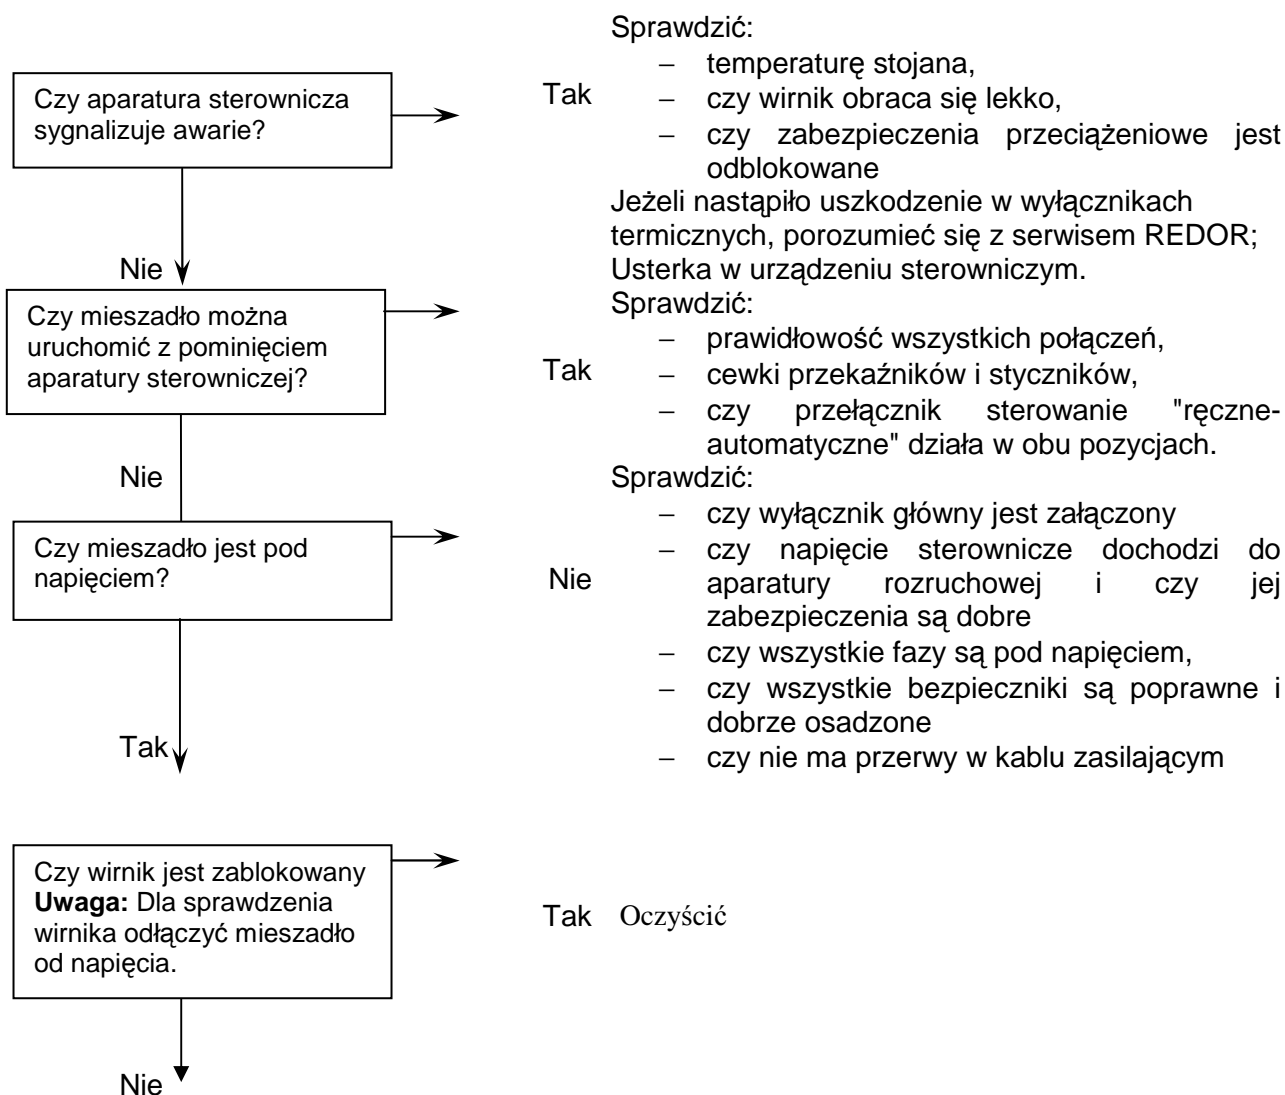 Sprawdzić:
– temperaturę stojana,
– czy wirnik obraca się lekko,
– czy zabezpieczenia przeciążeniowe jest
odblokowane
Jeżeli nastąpiło uszkodzenie w wyłącznikach
termicznych, porozumieć się z serwisem REDOR;
Usterka w urządzeniu sterowniczym.
Czy aparatura sterownicza
sygnalizuje awarie?
Tak
Nie
Czy mieszadło można
uruchomić z pominięciem
aparatury sterowniczej?
Tak
Sprawdzić:
– prawidłowość wszystkich połączeń,
– cewki przekaźników i styczników,
– czy przełącznik sterowanie "ręczne-
automatyczne" działa w obu pozycjach.
Nie
Czy mieszadło jest pod
napięciem?
Nie
Sprawdzić:
– czy wyłącznik główny jest załączony
– czy napięcie sterownicze dochodzi do
aparatury rozruchowej i czy jej
zabezpieczenia są dobre
– czy wszystkie fazy są pod napięciem,
– czy wszystkie bezpieczniki są poprawne i
dobrze osadzone
– czy nie ma przerwy w kablu zasilającym
Tak
Czy wirnik jest zablokowany
Uwaga: Dla sprawdzenia
wirnika odłączyć mieszadło
od napięcia.
Tak Oczyścić
Nie